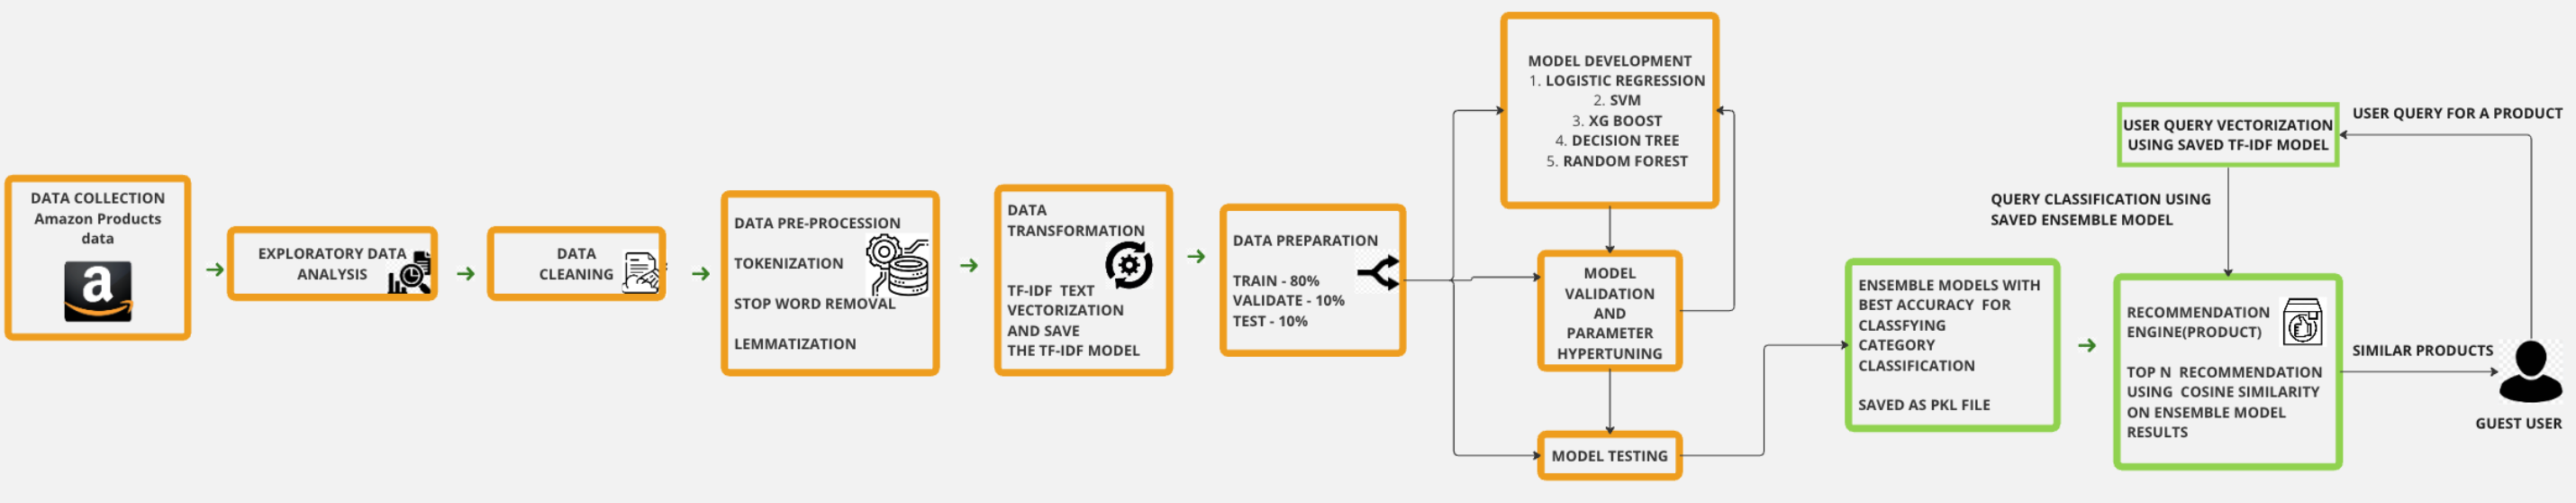 DATA COLLECTION
Amazon Products
data
a
EXPLORATORY DATA
ANALYSIS
DATA
CLEANING
DATA PRE-PROCESSION
TOKENIZATION
STOP WORD REMOVAL
LEMMATIZATION
DATA
TRANSFORMATION
TF-IDF TEXT
VECTORIZATION
AND SAVE
THE TF-IDF MODEL
DATA PREPARATION
TRAIN - 80%
VALIDATE - 10%
TEST - 10%
MODEL DEVELOPMENT
1. LOGISTIC REGRESSION
2. SVM
3. XG BOOST
4. DECISION TREE
5. RANDOM FOREST
MODEL
VALIDATION
AND
PARAMETER
HYPERTUNING
MODEL TESTING
ENSEMBLE MODELS WITH
BEST ACCURACY FOR
CLASSFYING
CATEGORY
CLASSIFICATION
SAVED AS PKL FILE
USER QUERY VECTORIZATION
USING SAVED TF-IDF MODEL
USER QUERY FOR A PRODUCT
QUERY CLASSIFICATION USING
SAVED ENSEMBLE MODEL
RECOMMENDATION
ENGINE(PRODUCT)
TOP N RECOMMENDATION
USING COSINE SIMILARITY
ON ENSEMBLE MODEL
RESULTS
SIMILAR PRODUCTS
GUEST USER